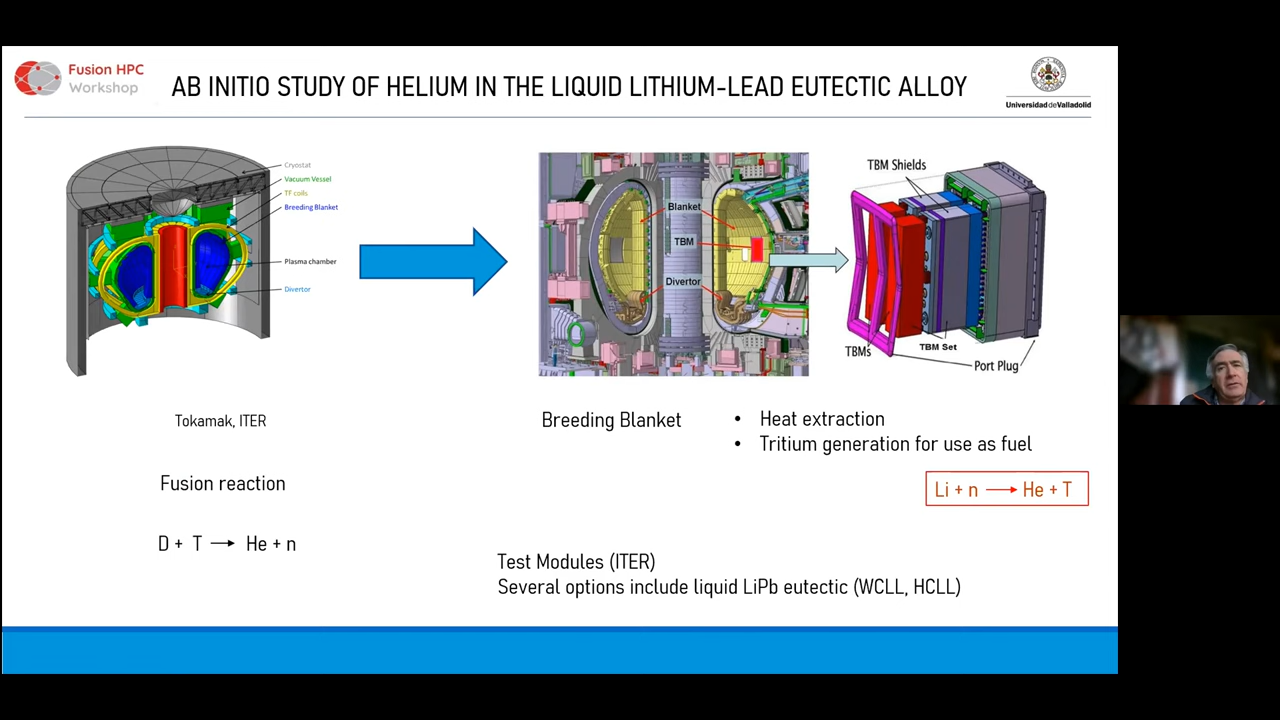 Fusion HPC
Workshop
AB INITIO STUDY OF HELIUM IN THE LIQUID LITHIUM-LEAD EUTECTIC ALLOY
Universidad de Valladolid
Cryostat
Vacuum Vessel
TF coils
Breeding Blanket
Plasma chamber
Divertor
Blanket
TBM
Divertor
TBM Shields
TBMs
TBM Set
Port Plug
Tokamak, ITER
Breeding Blanket
• Heat extraction
• Tritium generation for use as fuel
Fusion reaction
Li + n → He + T
D + T → He + n
Test Modules (ITER)
Several options include liquid LiPb eutectic (WCLL, HCLL)